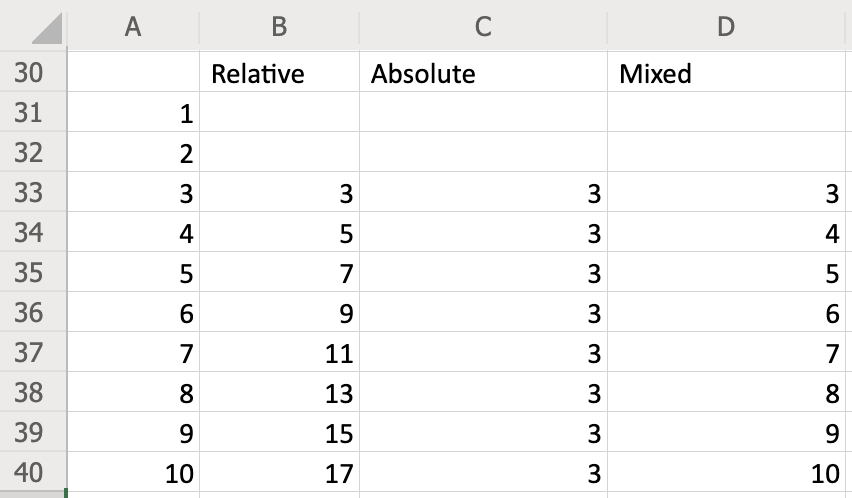 A B C D
30 Relative Absolute Mixed
31 1
32 2
33 3 3 3 3
34 4 5 3 4
35 5 7 3 5
36 6 9 3 6
37 7 11 3 7
38 8 13 3 8
39 9 15 3 9
40 10 17 3 10